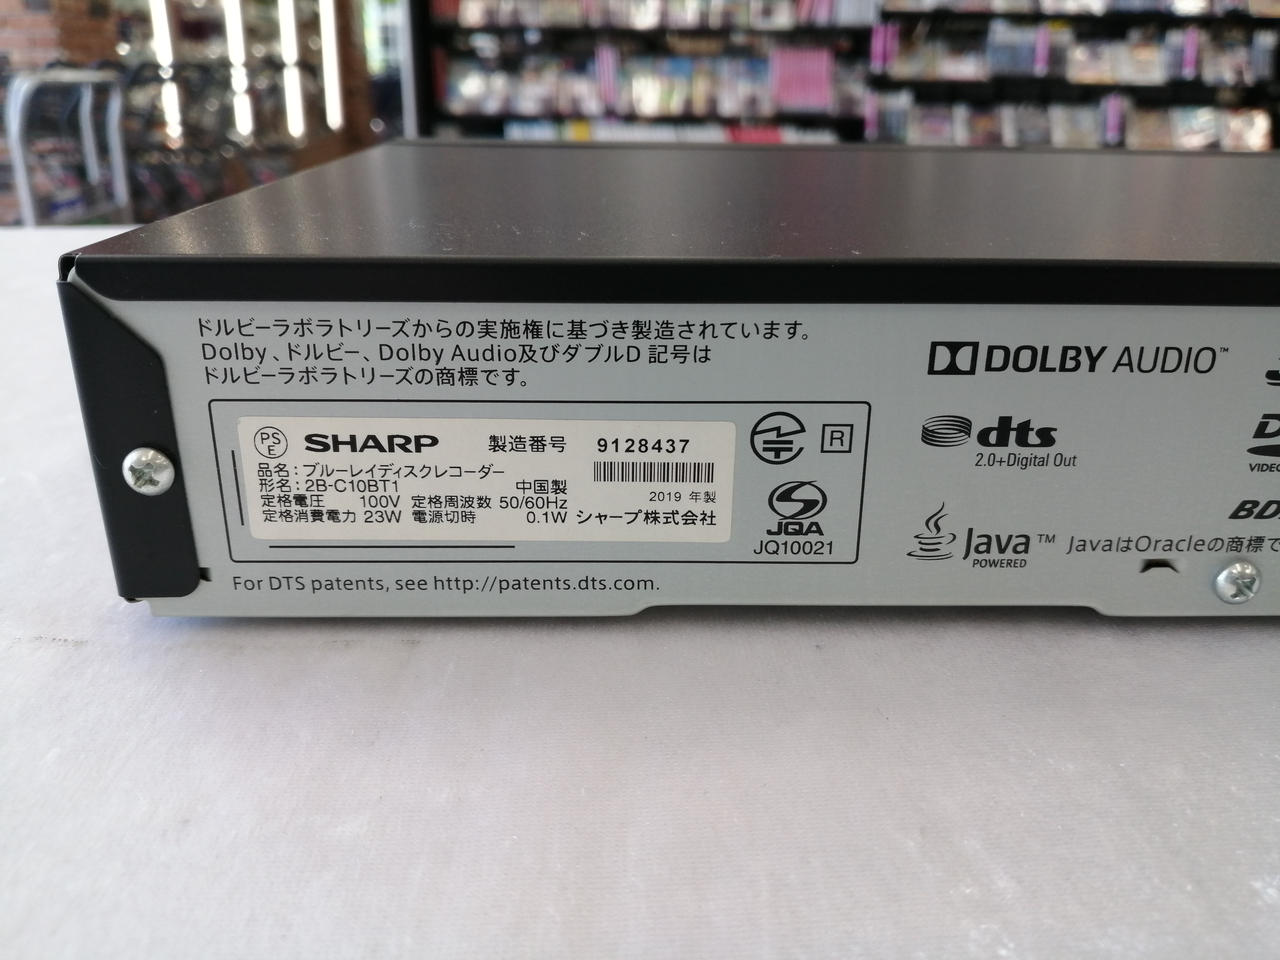 ドルビーラボラトリーズからの実施権に基づき製造されています。
Dolby、ドルビー、Dolby Audio及びダブルD 記号は
ドルビーラボラトリーズの商標です。
DOLBY AUDIO™
PS E SHARP 製造番号 9128437
品名：ブルーレイディスクレコーダー
形名：2B-C10BT1 中国製
2019 年製
定格電圧 100V 定格周波数 50/60Hz
定格消費電力 23W 電源切時 0.1W シャープ株式会社
R
JQA
JQ10021
dts
2.0+Digital Out
VIDEO
BD
Java™ JavaはOracleの商標で
POWERED
For DTS patents, see http://patents.dts.com.